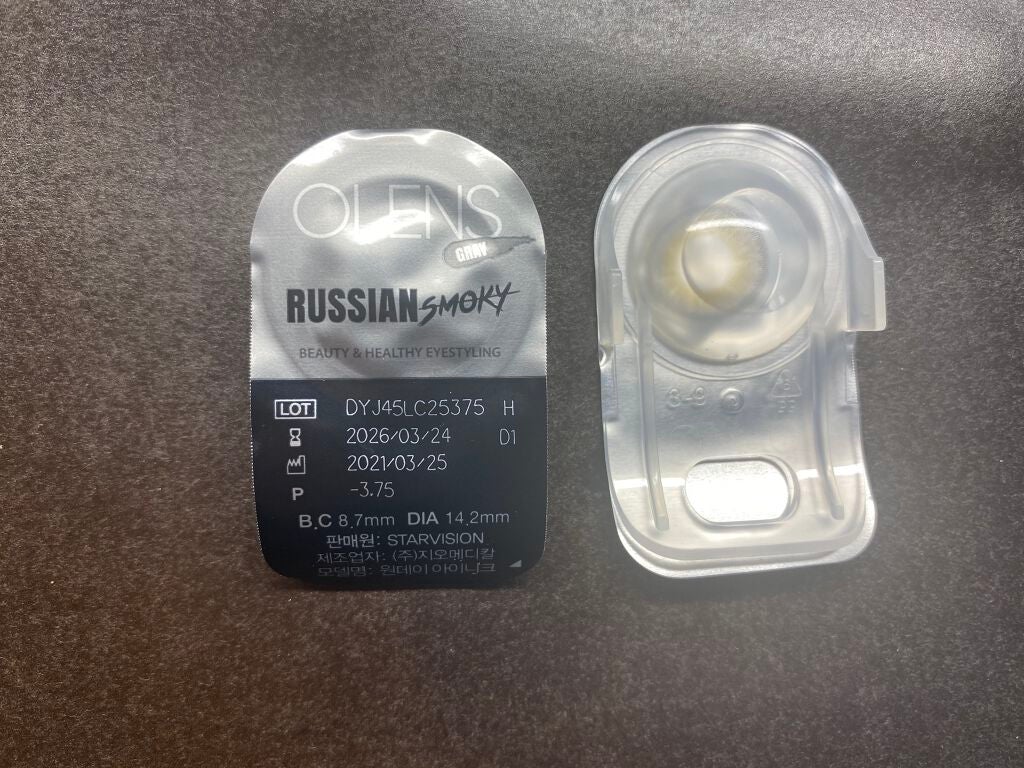 OLENS
GRAY
RUSSIAN SMOKY
BEAUTY & HEALTHY EYESTYLING
LOT DYJ45LC25375 H
2026/03/24 D1
2021/03/25
P -3.75
B.C 8.7mm DIA 14.2mm
판매원: STARVISION
제조업자: (주)지오메디칼
모델명: 원데이 아이나크